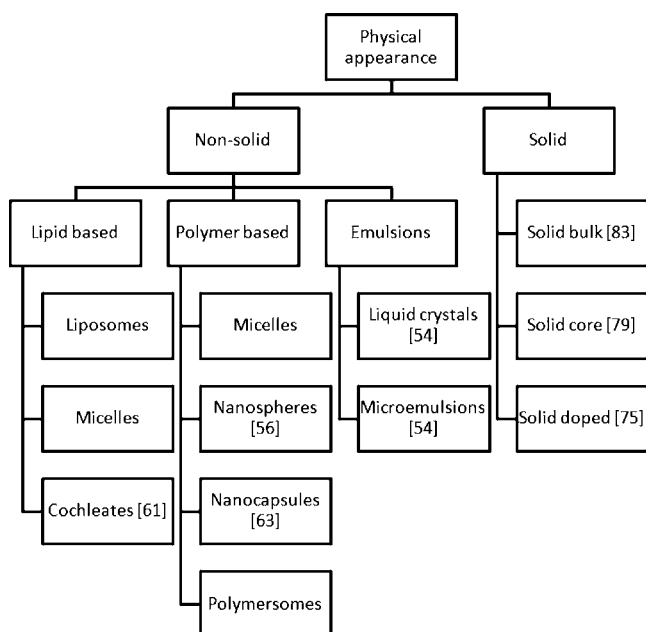 Physical
appearance
Non-solid
Solid
Lipid based
Polymer based
Emulsions
Solid bulk [83]
Liposomes
Micelles
Liquid crystals
[54]
Solid core [79]
Micelles
Nanospheres
[56]
Microemulsions
[54]
Solid doped [75]
Cochleates [61]
Nanocapsules
[63]
Polymersomes